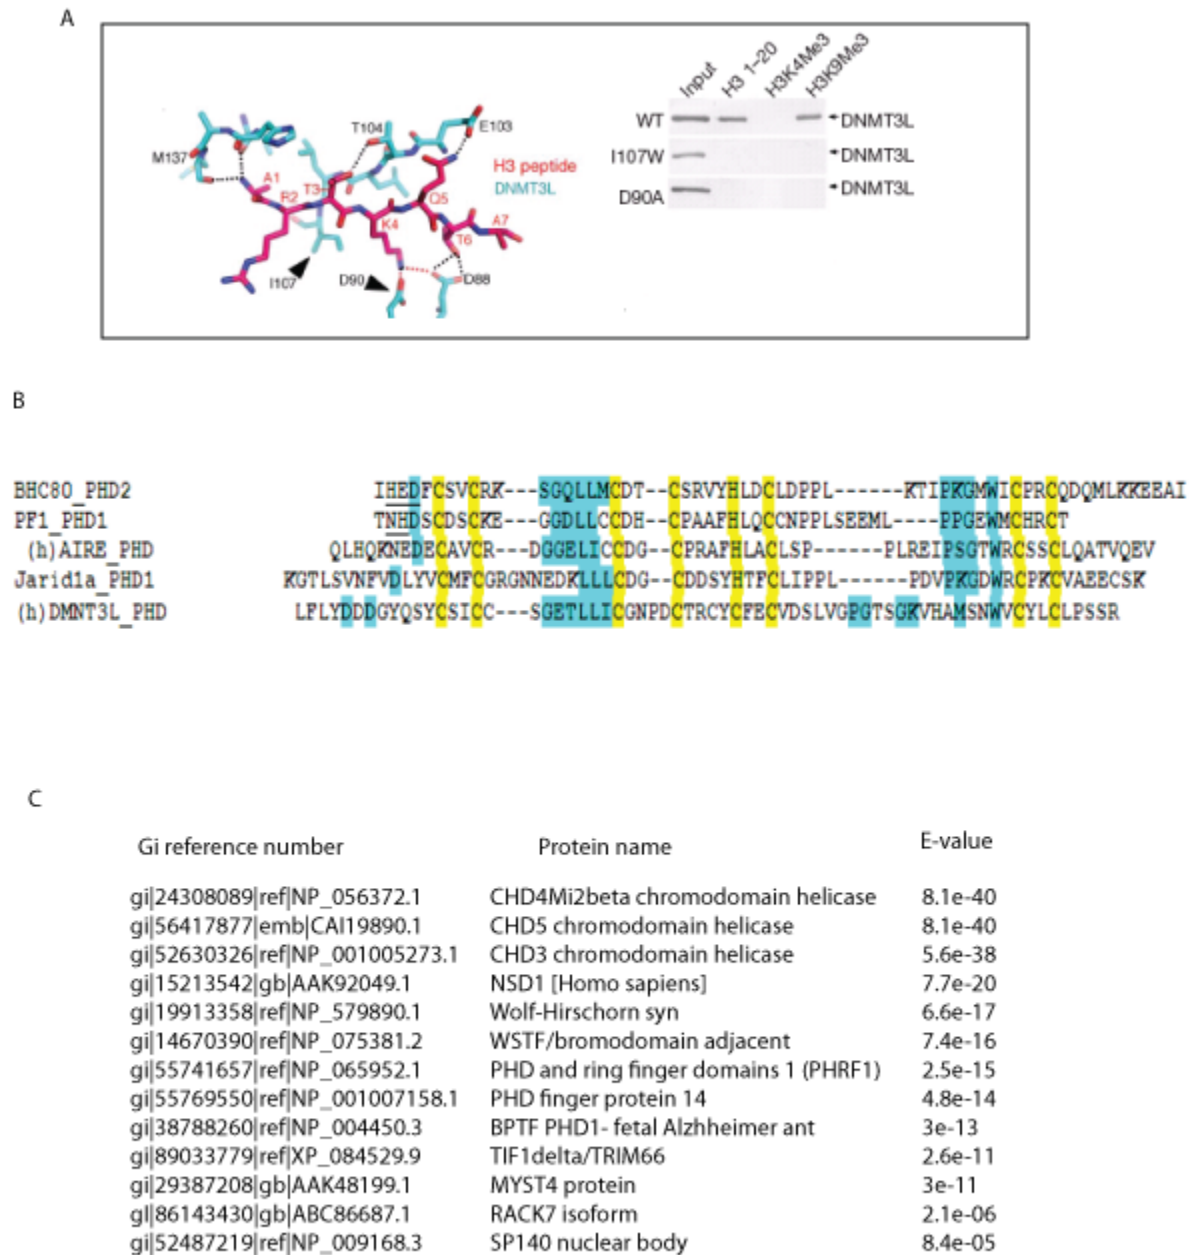 A
Input H3 1-20 H3K4Me3 H3K9Me3
WT DNMT3L
I107W DNMT3L
D90A DNMT3L
T104 E103
M137
H3 peptide
DNMT3L
A1 R2 T3 K4 Q5 T6 A7
I107 D90 D88
B
BHC80_PHD2 IHEDFCSVCRK---SGQLLMCDT--CSRVYHLDCLDPPL------KTIPKGMWICPRCQDQMLKKEEAI
PF1_PHD1 TNHDSCDSCKE---GGDLLCCDH--CPAAFHLQCCNPPLSEEML----PPGEWMCHRCT
(h)AIRE_PHD QLHQKNEDECAVCR---DGGELICCDG--CPRAFHLACLSP------PLREIPSGTWRCSSCLQATVQEV
Jarid1a_PHD1 KGTLSVNFVDLYVCMFCGRGNNEDKLLLCDG--CDDSYHTFCLIPPL------PDVPKGDWRCPKCVAEECSK
(h)DMNT3L_PHD LFLYDDDGYQSYCSICC---SGETLLICGNPDCTRCYCFECVDSLVGPGTSGKVHAMSNWVCYLCLPSSR
C
Gi reference number Protein name E-value
gi|24308089|ref|NP_056372.1 CHD4Mi2beta chromodomain helicase 8.1e-40
gi|56417877|emb|CAI19890.1 CHD5 chromodomain helicase 8.1e-40
gi|52630326|ref|NP_001005273.1 CHD3 chromodomain helicase 5.6e-38
gi|15213542|gb|AAK92049.1 NSD1 [Homo sapiens] 7.7e-20
gi|19913358|ref|NP_579890.1 Wolf-Hirschorn syn 6.6e-17
gi|14670390|ref|NP_075381.2 WSTF/bromodomain adjacent 7.4e-16
gi|55741657|ref|NP_065952.1 PHD and ring finger domains 1 (PHRF1) 2.5e-15
gi|55769550|ref|NP_001007158.1 PHD finger protein 14 4.8e-14
gi|38788260|ref|NP_004450.3 BPTF PHD1- fetal Alzhheimer ant 3e-13
gi|89033779|ref|XP_084529.9 TIF1delta/TRIM66 2.6e-11
gi|29387208|gb|AAK48199.1 MYST4 protein 3e-11
gl|86143430|gb|ABC86687.1 RACK7 isoform 2.1e-06
gi|52487219|ref|NP_009168.3 SP140 nuclear body 8.4e-05